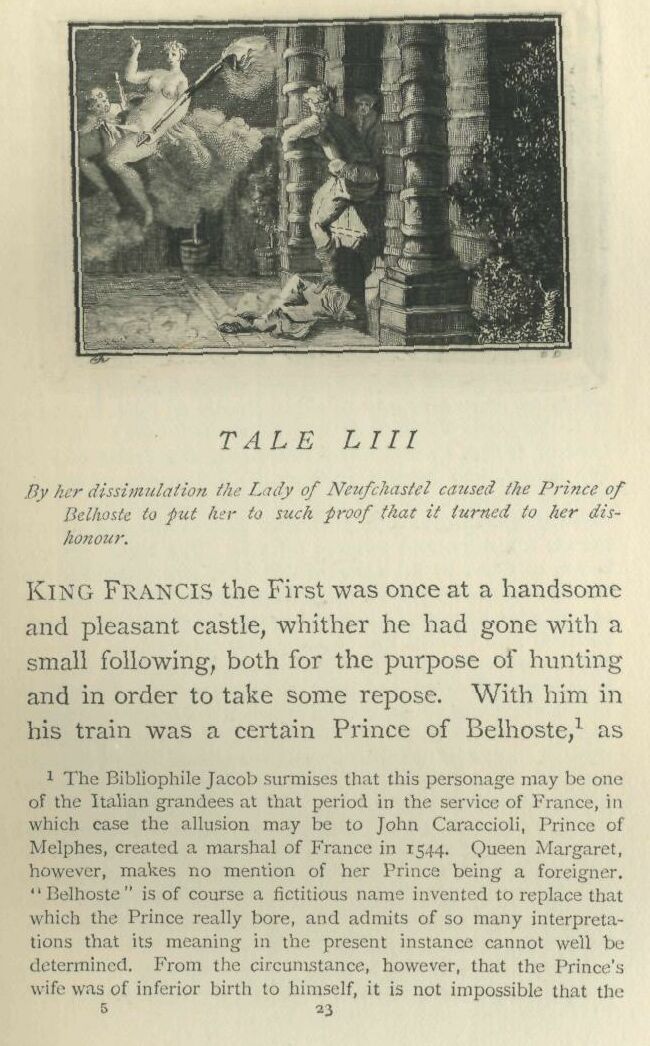 TALE LIII
By her dissimulation the Lady of Neufchastel caused the Prince of
Belhoste to put her to such proof that it turned to her dis-
honour.
KING FRANCIS the First was once at a handsome
and pleasant castle, whither he had gone with a
small following, both for the purpose of hunting
and in order to take some repose. With him in
his train was a certain Prince of Belhoste,¹ as
¹ The Bibliophile Jacob surmises that this personage may be one
of the Italian grandees at that period in the service of France, in
which case the allusion may be to John Caraccioli, Prince of
Melphes, created a marshal of France in 1544. Queen Margaret,
however, makes no mention of her Prince being a foreigner.
"Belhoste" is of course a fictitious name invented to replace that
which the Prince really bore, and admits of so many interpreta-
tions that its meaning in the present instance cannot well be
determined. From the circumstance, however, that the Prince's
wife was of inferior birth to himself, it is not impossible that the
5 23